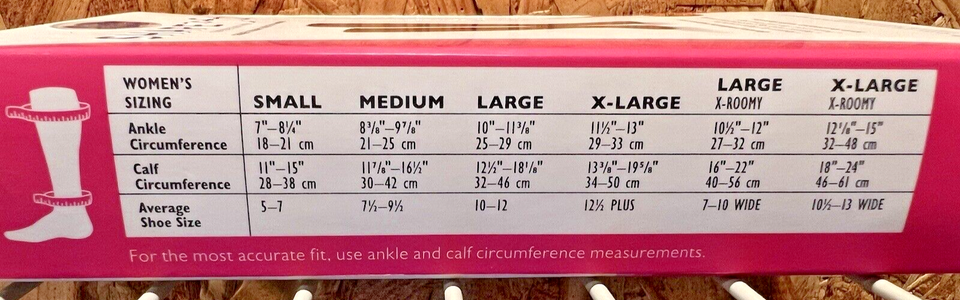 WOMEN'S SIZING SMALL MEDIUM LARGE X-LARGE LARGE X-ROOMY X-LARGE X-ROOMY
Ankle 7"–8¼" 8⅜"–9⅞" 10"–11⅜" 11½"–13" 10½"–12" 12⅛"–15"
Circumference 18–21 cm 21–25 cm 25–29 cm 29–33 cm 27–32 cm 32–48 cm
Calf 11"–15" 11⅞"–16½" 12½"–18⅛" 13⅜"–19⅝" 16"–22" 18"–24"
Circumference 28–38 cm 30–42 cm 32–46 cm 34–50 cm 40–56 cm 46–61 cm
Average 5–7 7½–9½ 10–12 12½ PLUS 7–10 WIDE 10½–13 WIDE
Shoe Size
For the most accurate fit, use ankle and calf circumference measurements.